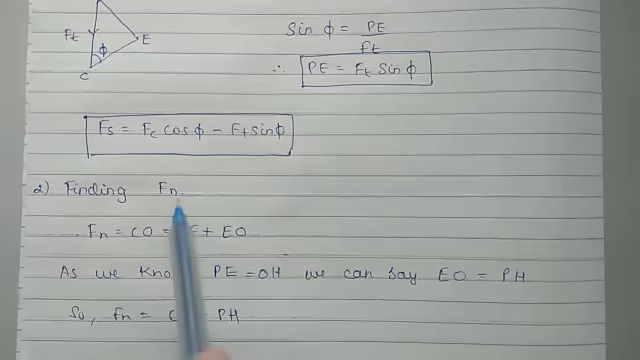 Ft
φ
E
C
Sin φ = PE / ft
∴ PE = Ft Sin φ
Fs = Fc cos φ - Ft sin φ
2) Finding Fn.
Fn = CO = E + EO
As we kno PE = OH we can say EO = PH
So, fn = C PH